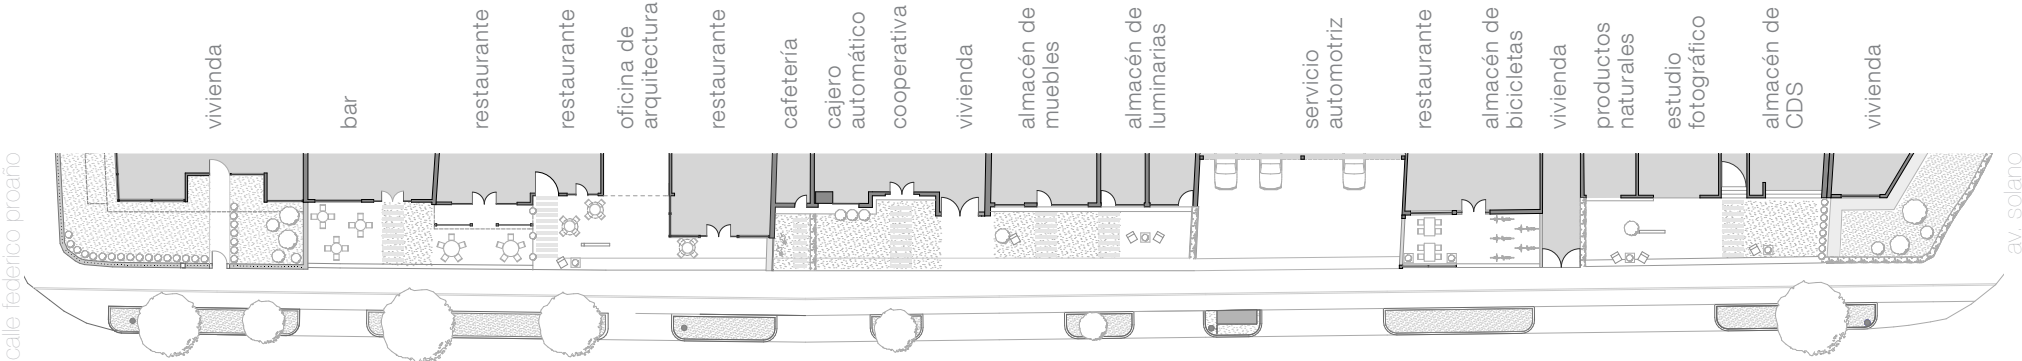 calle federico proaño
vivienda
bar
restaurante
restaurante
oficina de
arquitectura
restaurante
cafetería
cajero
automático
cooperativa
vivienda
almacén de
muebles
almacén de
luminarias
servicio
automotriz
restaurante
almacén de
bicicletas
vivienda
productos
naturales
estudio
fotográfico
almacén de
CDS
vivienda
av. solano